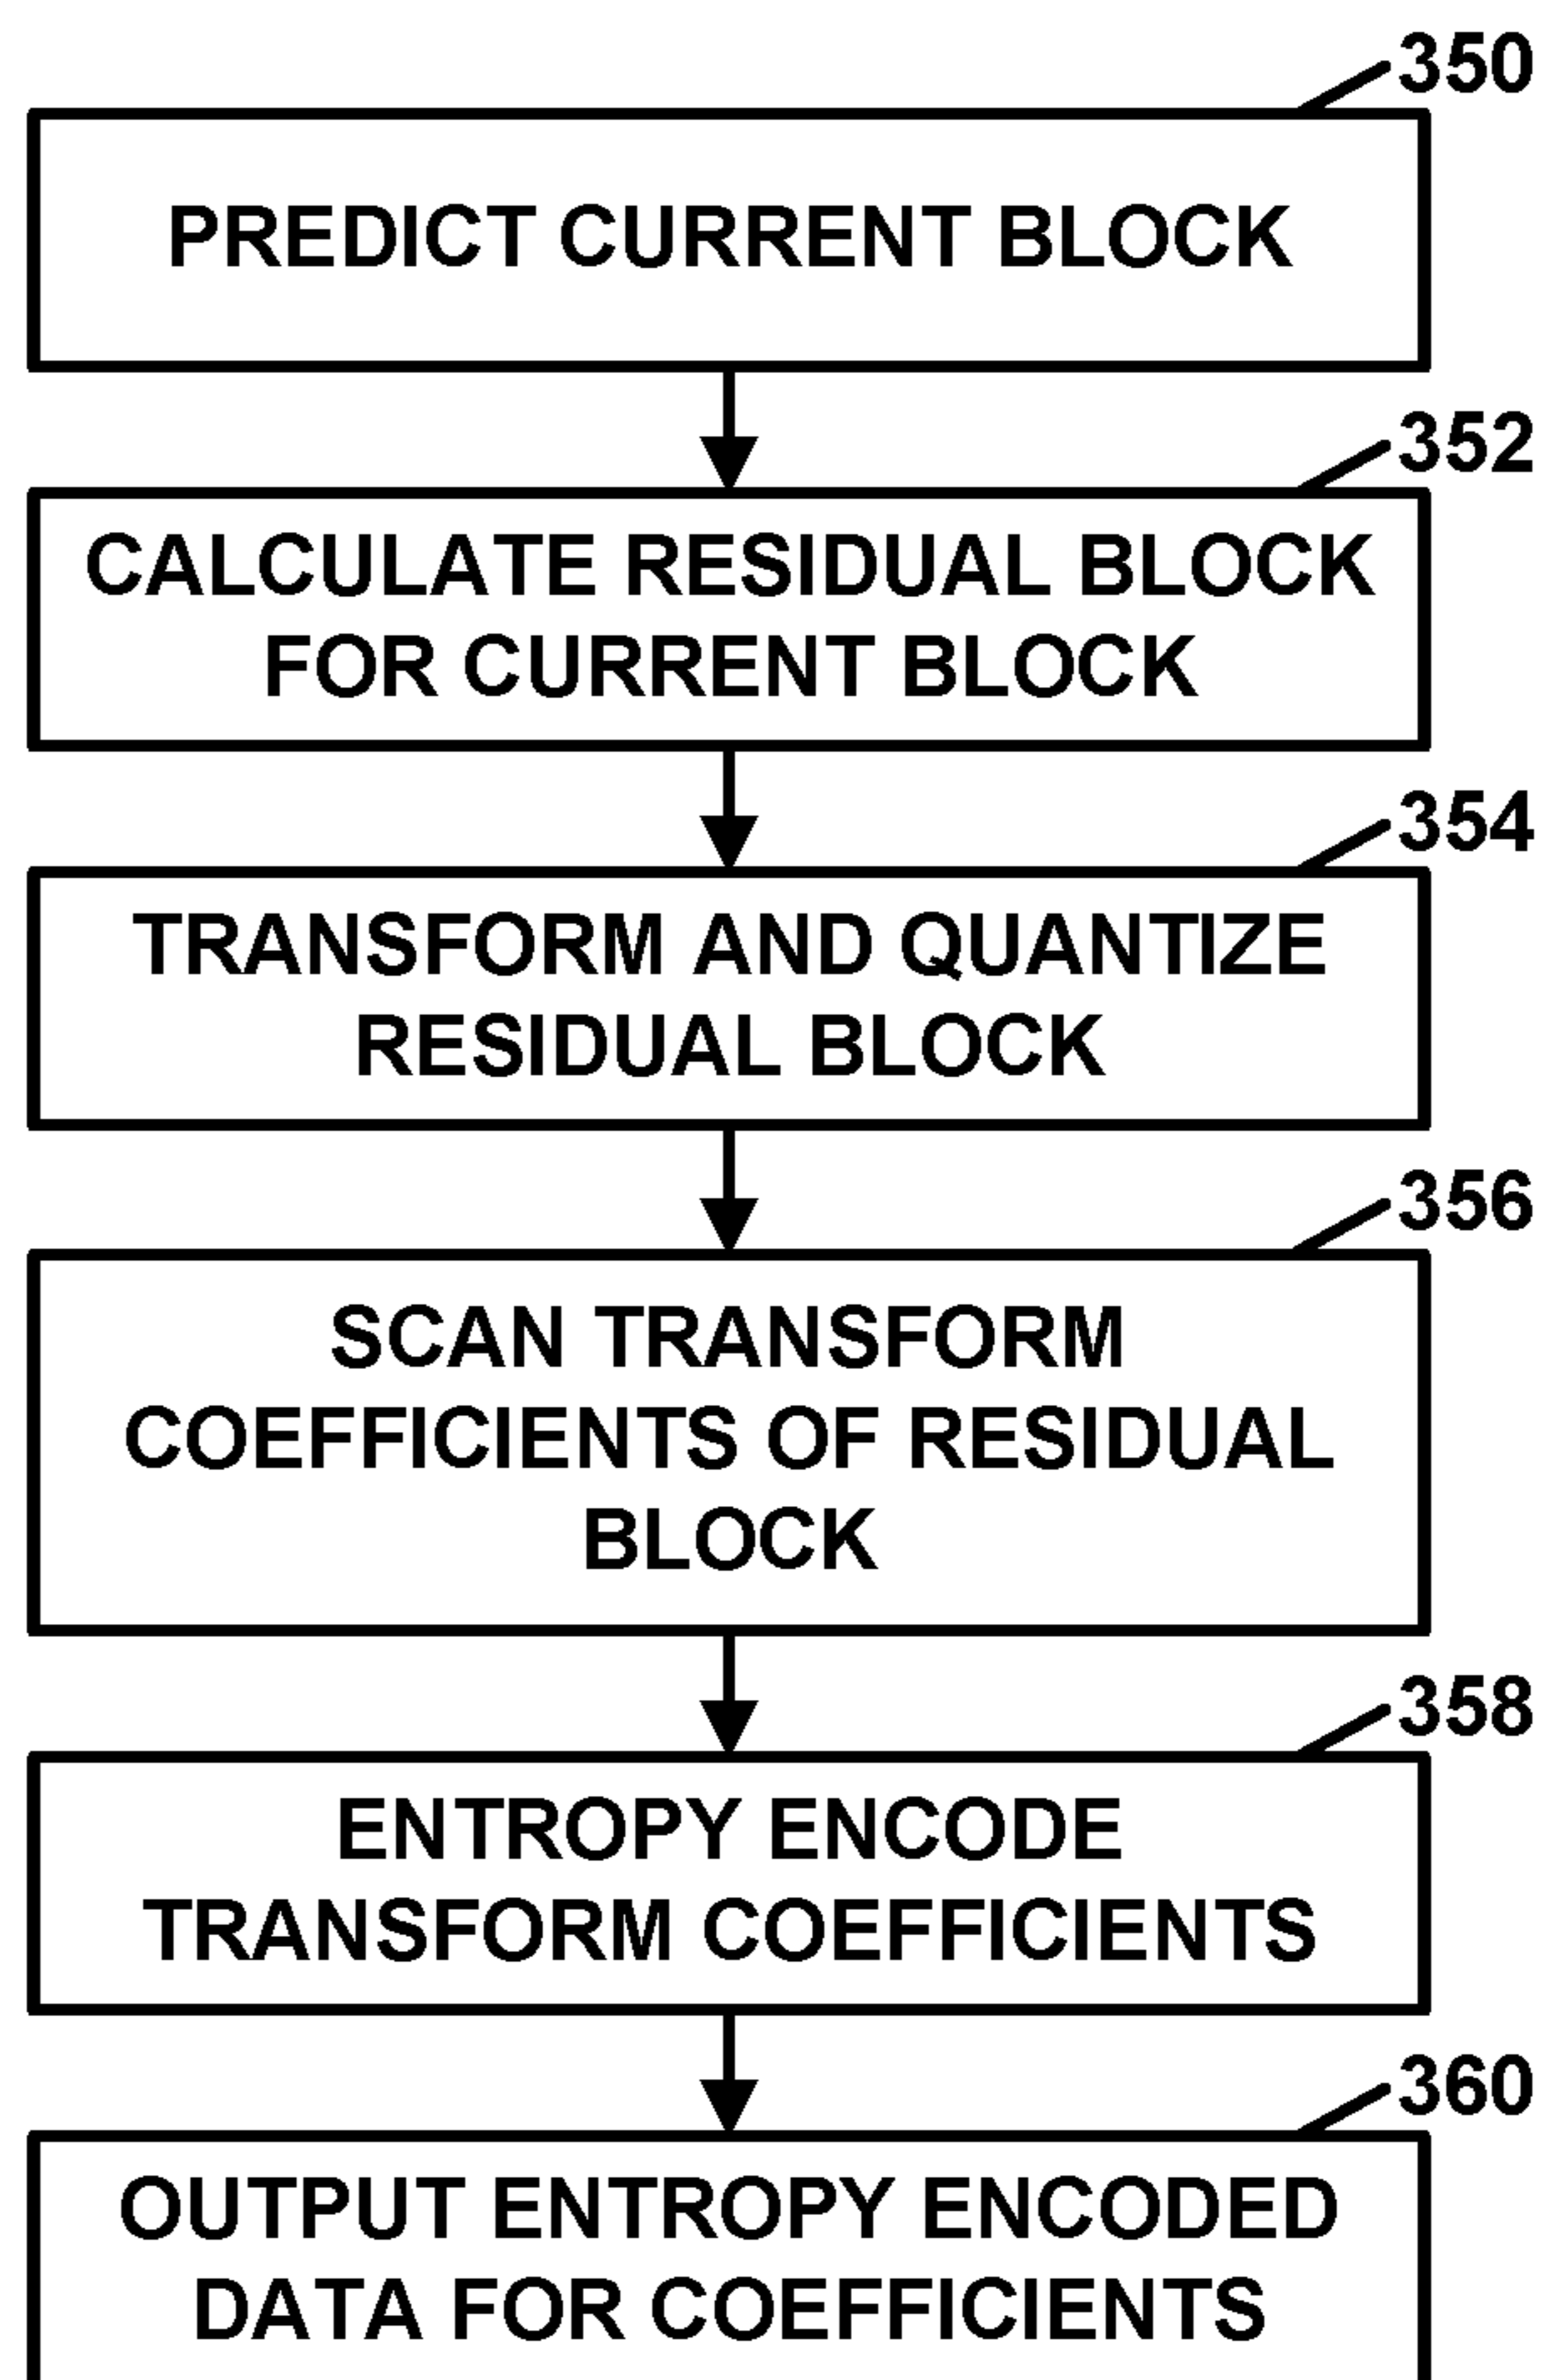 350
PREDICT CURRENT BLOCK
352
CALCULATE RESIDUAL BLOCK
FOR CURRENT BLOCK
354
TRANSFORM AND QUANTIZE
RESIDUAL BLOCK
356
SCAN TRANSFORM
COEFFICIENTS OF RESIDUAL
BLOCK
358
ENTROPY ENCODE
TRANSFORM COEFFICIENTS
360
OUTPUT ENTROPY ENCODED
DATA FOR COEFFICIENTS